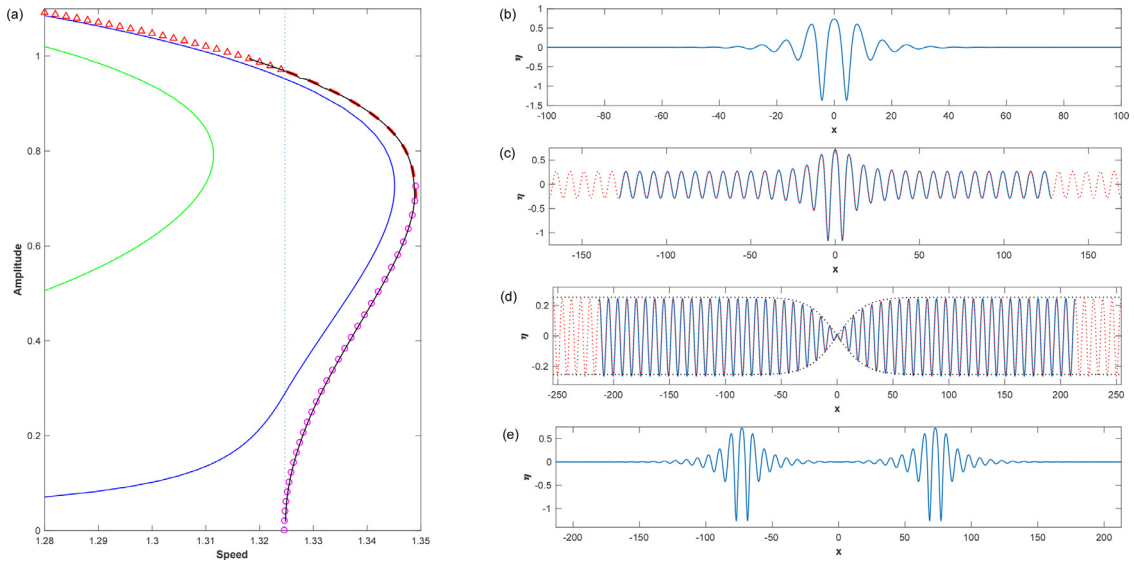 (a)
1
0.8
0.6
0.4
0.2
0
Amplitude
1.28 1.29 1.3 1.31 1.32 1.33 1.34 1.35
Speed
(b)
1
0.5
0
-0.5
-1
-1.5
η
-100 -80 -60 -40 -20 0 20 40 60 80 100
x
(c)
0.5
0
-0.5
-1
η
-150 -100 -50 0 50 100 150
x
(d)
0.2
0
-0.2
η
-250 -200 -150 -100 -50 0 50 100 150 200 250
x
(e)
0.5
0
-0.5
-1
η
-200 -150 -100 -50 0 50 100 150 200
x